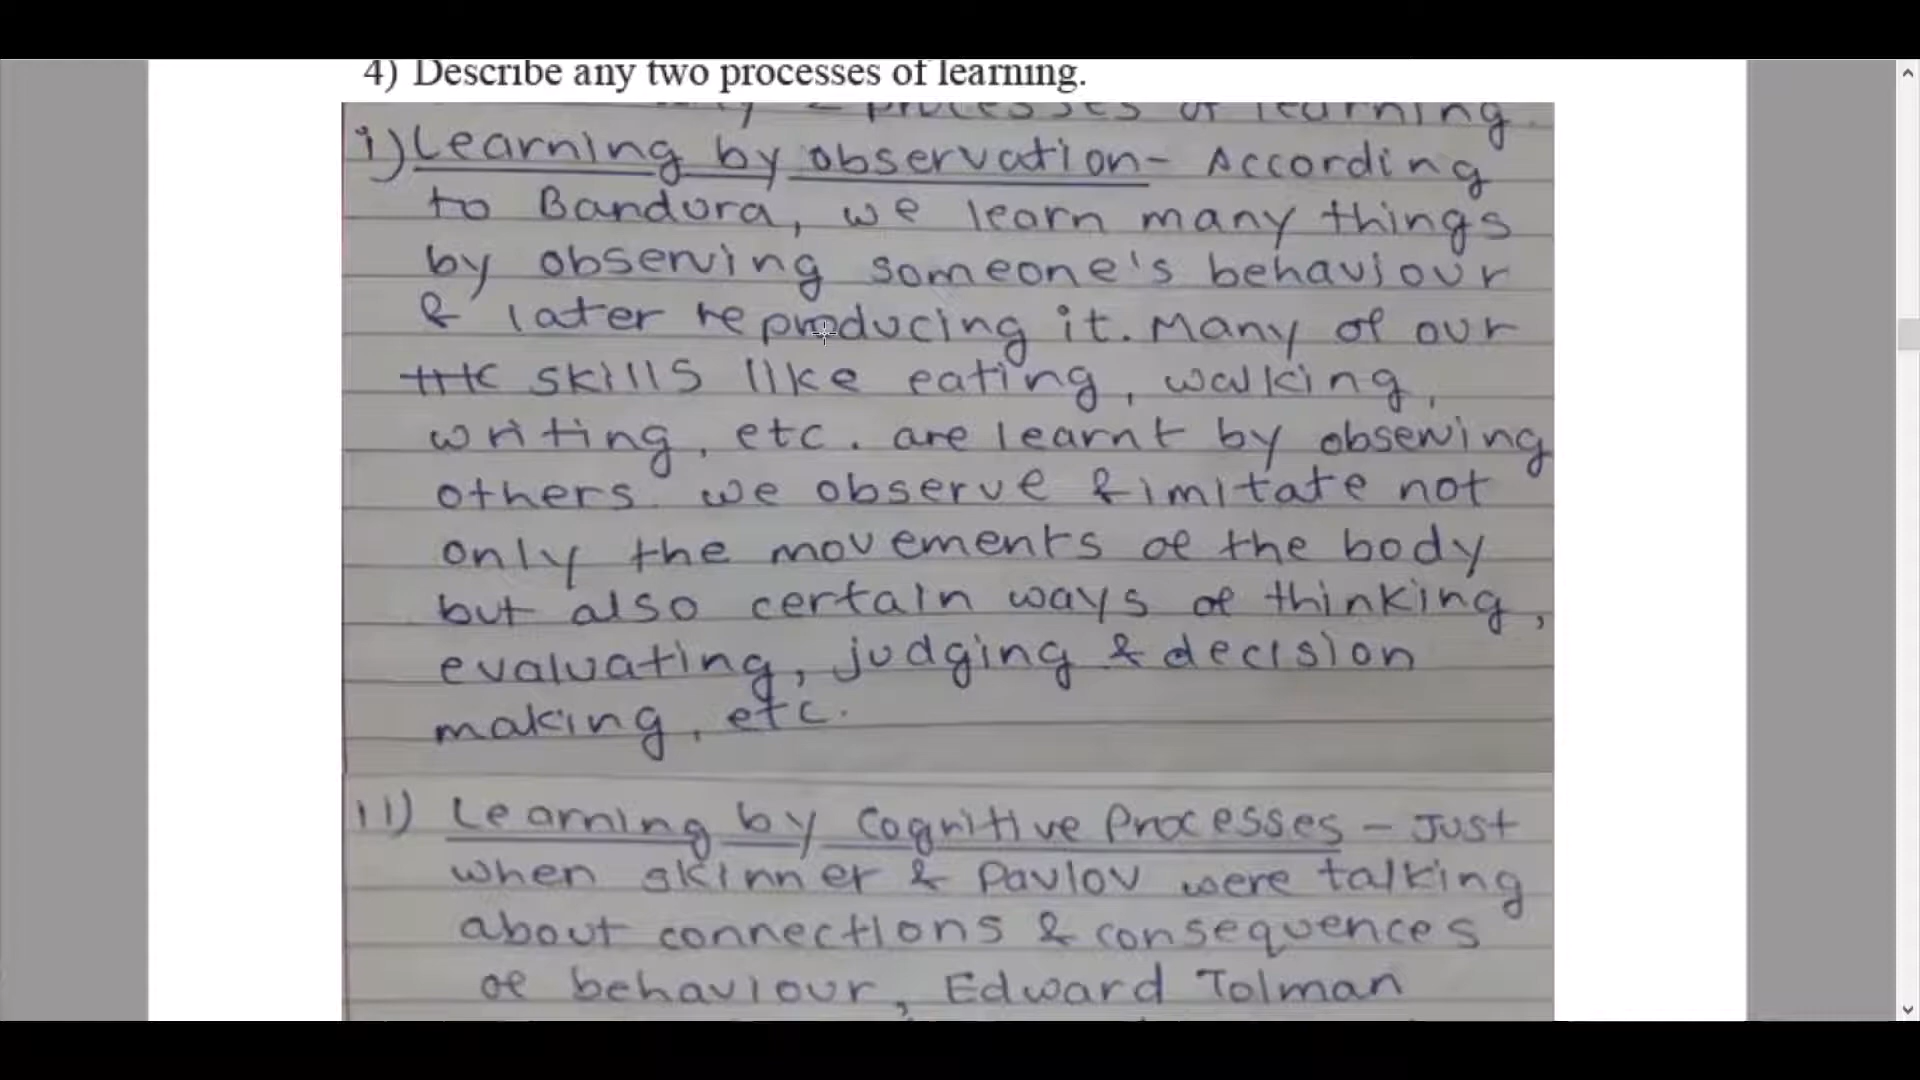 4) Describe any two processes of learning.
processes of learning.
i) Learning by observation - According
to Bandura, we learn many things
by observing someone's behaviour
& later reproducing it. Many of our
skills like eating, walking,
writing, etc. are learnt by observing
others. we observe & imitate not
only the movements of the body
but also certain ways of thinking,
evaluating, judging & decision
making, etc.
ii) Learning by Cognitive Processes - Just
when skinner & Pavlov were talking
about connections & consequences
of behaviour, Edward Tolman